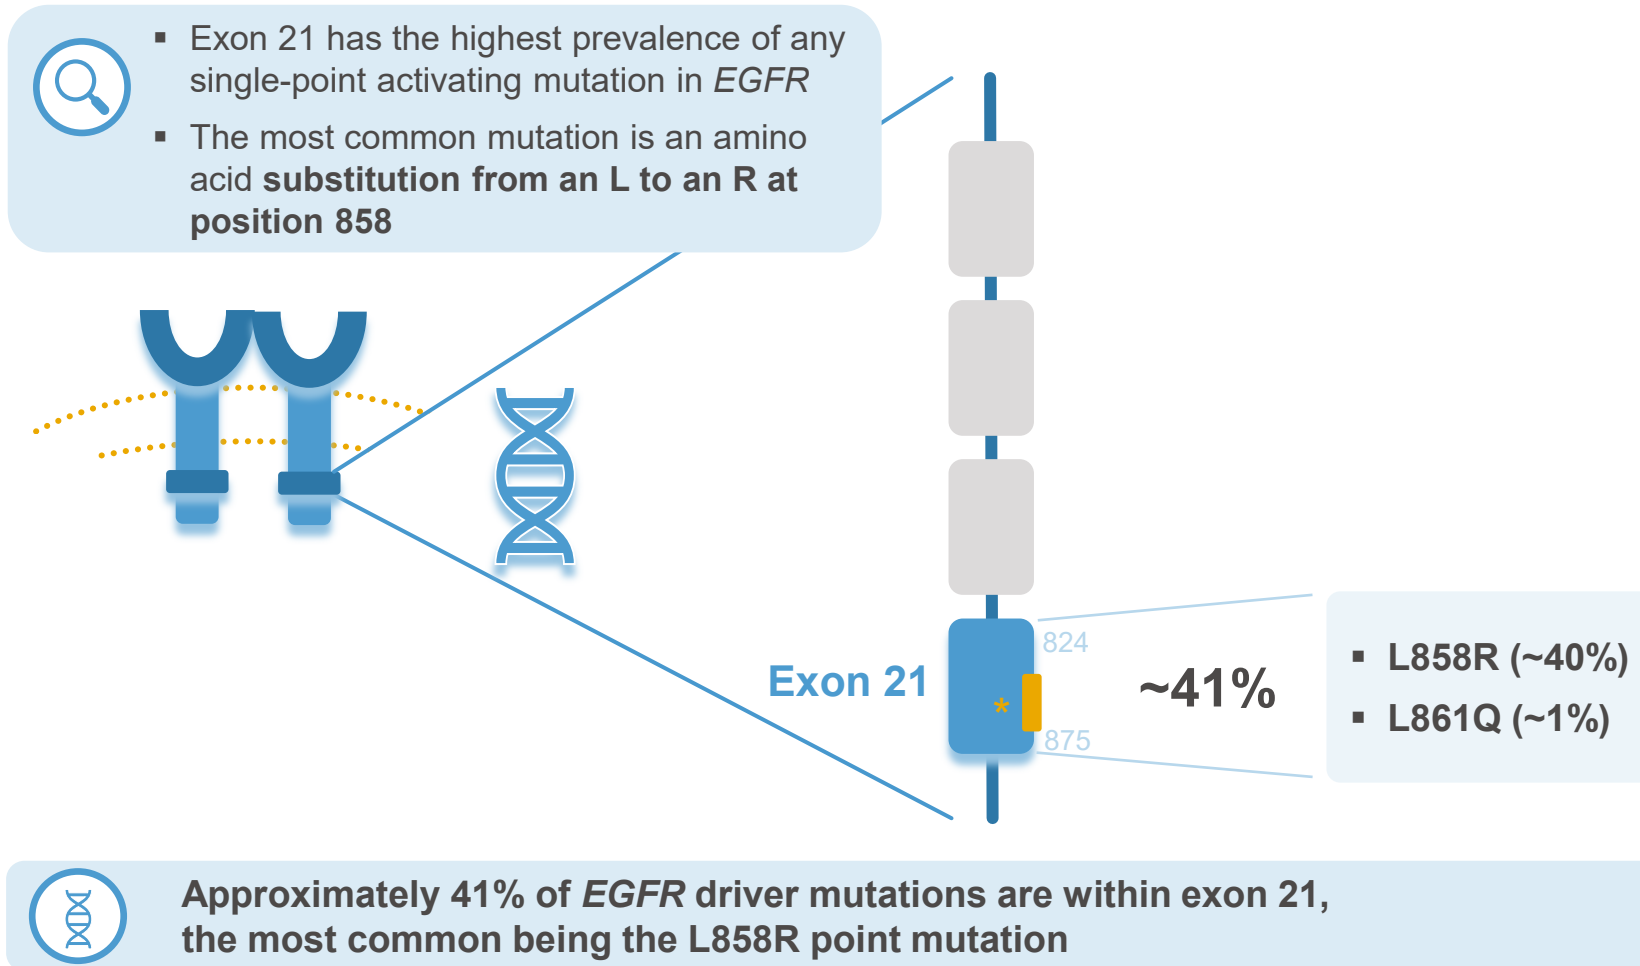 ▪ Exon 21 has the highest prevalence of any
single-point activating mutation in EGFR
▪ The most common mutation is an amino
acid substitution from an L to an R at
position 858
824
Exon 21
*
~41%
875
▪ L858R (~40%)
▪ L861Q (~1%)
Approximately 41% of EGFR driver mutations are within exon 21,
the most common being the L858R point mutation